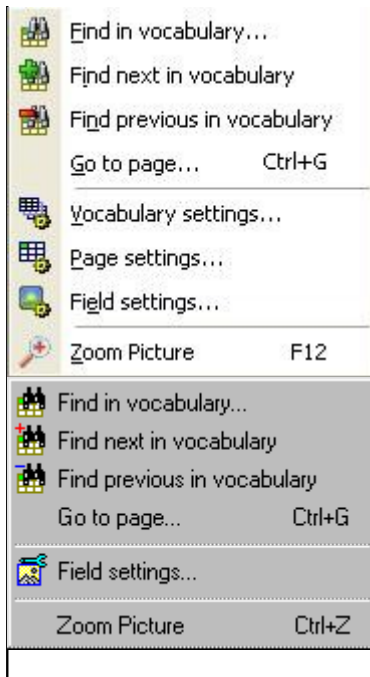 Find in vocabulary...
Find next in vocabulary
Find previous in vocabulary
Go to page... Ctrl+G
Vocabulary settings...
Page settings...
Field settings...
Zoom Picture F12
Find in vocabulary...
Find next in vocabulary
Find previous in vocabulary
Go to page... Ctrl+G
Field settings...
Zoom Picture Ctrl+Z